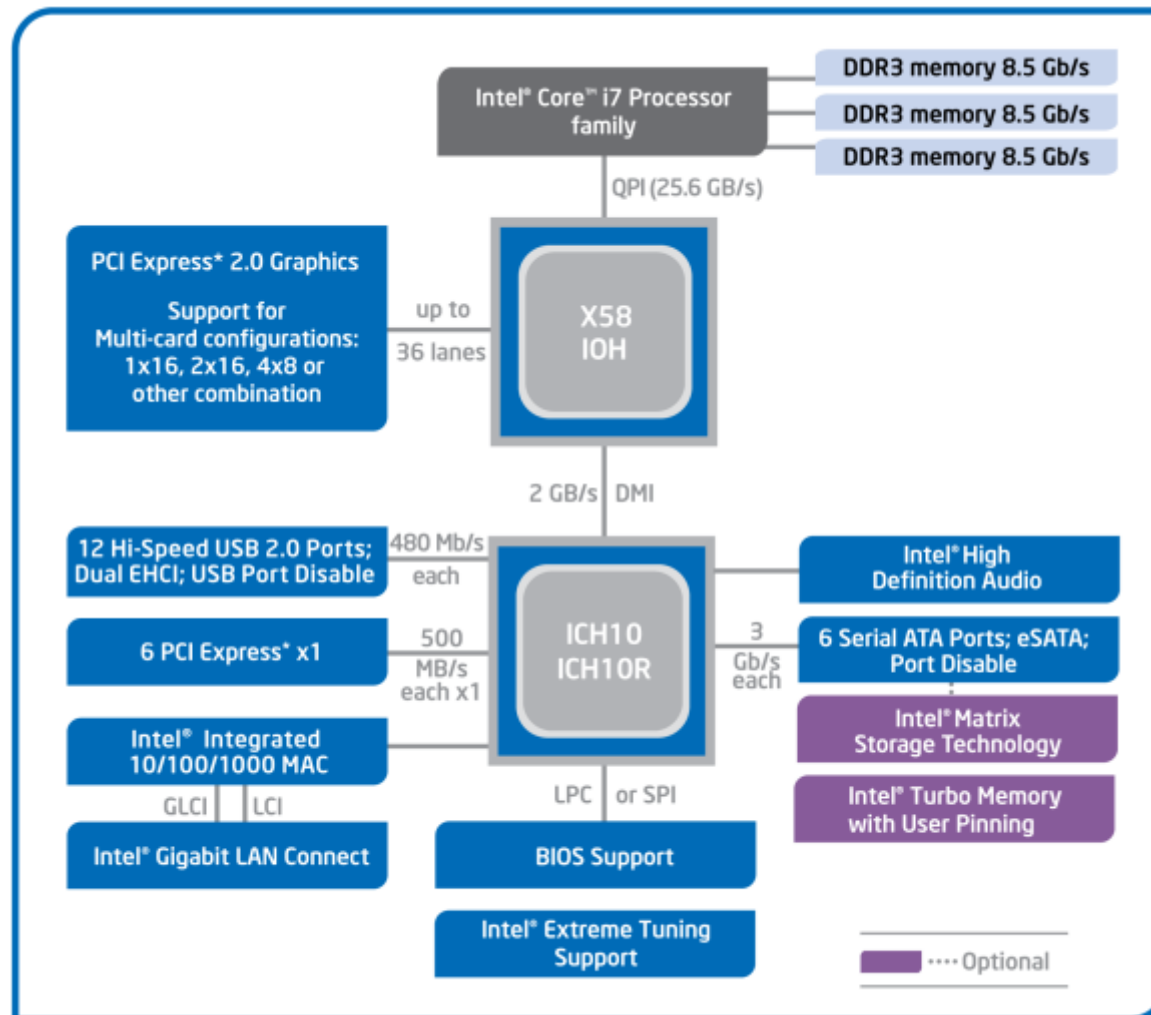 Intel® Core™ i7 Processor
family
DDR3 memory 8.5 Gb/s
DDR3 memory 8.5 Gb/s
DDR3 memory 8.5 Gb/s
QPI (25.6 GB/s)
PCI Express* 2.0 Graphics
Support for
Multi-card configurations:
1x16, 2x16, 4x8 or
other combination
up to
36 lanes
X58
IOH
2 GB/s DMI
12 Hi-Speed USB 2.0 Ports;
Dual EHCI; USB Port Disable
480 Mb/s
each
6 PCI Express* x1
500
MB/s
each x1
Intel® Integrated
10/100/1000 MAC
GLCI LCI
Intel® Gigabit LAN Connect
ICH10
ICH10R
Intel® High
Definition Audio
3
Gb/s
each
6 Serial ATA Ports; eSATA;
Port Disable
Intel® Matrix
Storage Technology
Intel® Turbo Memory
with User Pinning
LPC or SPI
BIOS Support
Intel® Extreme Tuning
Support
Optional